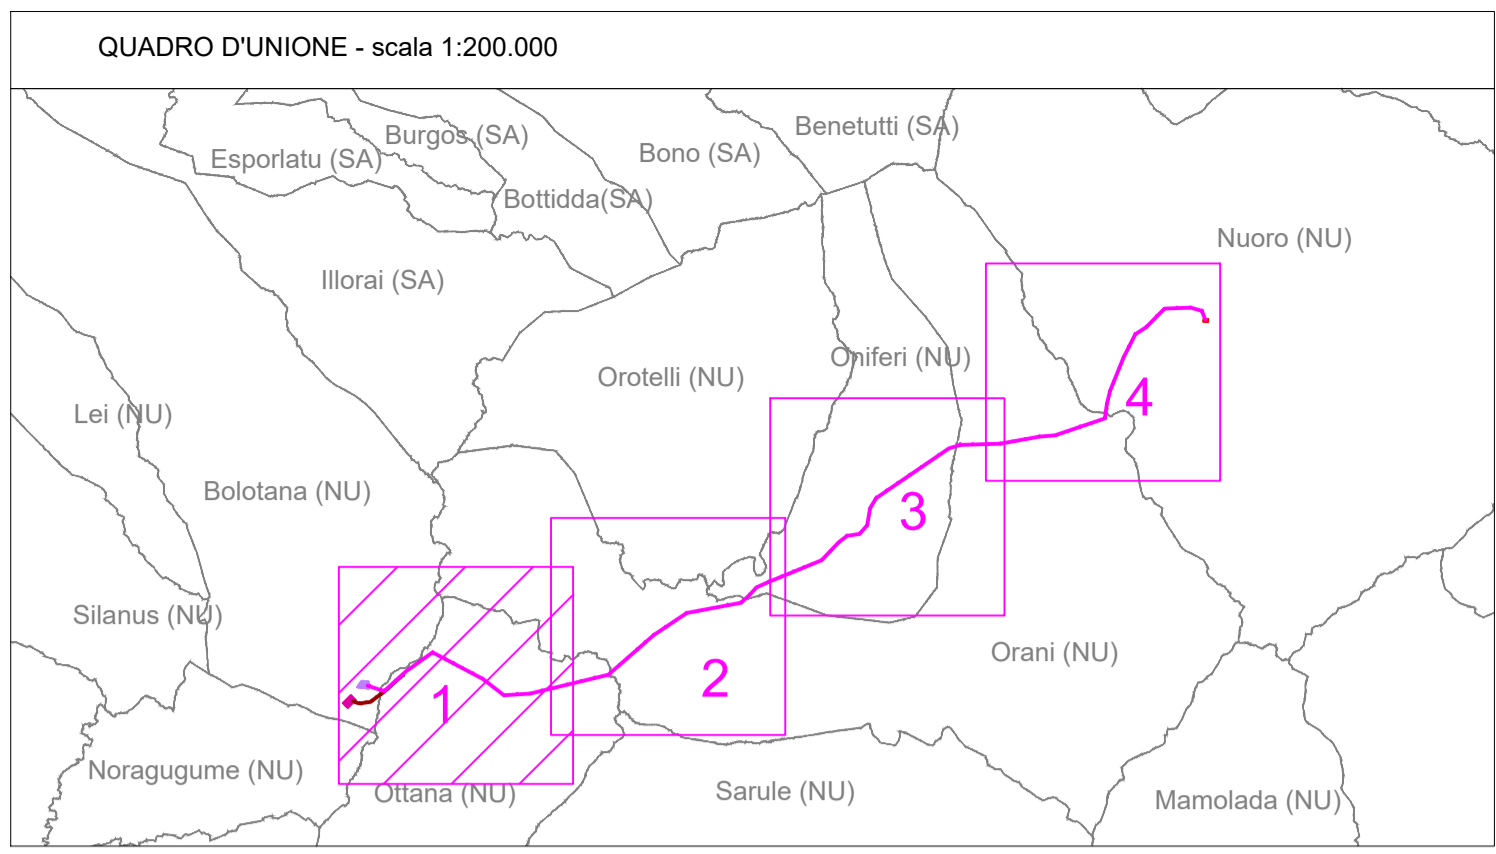 QUADRO D'UNIONE - scala 1:200.000
Benetutti (SA)
Burgos (SA)
Bono (SA)
Esporlatu (SA)
Bottidda(SA)
Nuoro (NU)
Illorai (SA)
Oniferi (NU)
Orotelli (NU)
4
Lei (NU)
Bolotana (NU)
3
Silanus (NU)
Orani (NU)
2
1
Noragugume (NU)
Ottana (NU)
Sarule (NU)
Mamolada (NU)